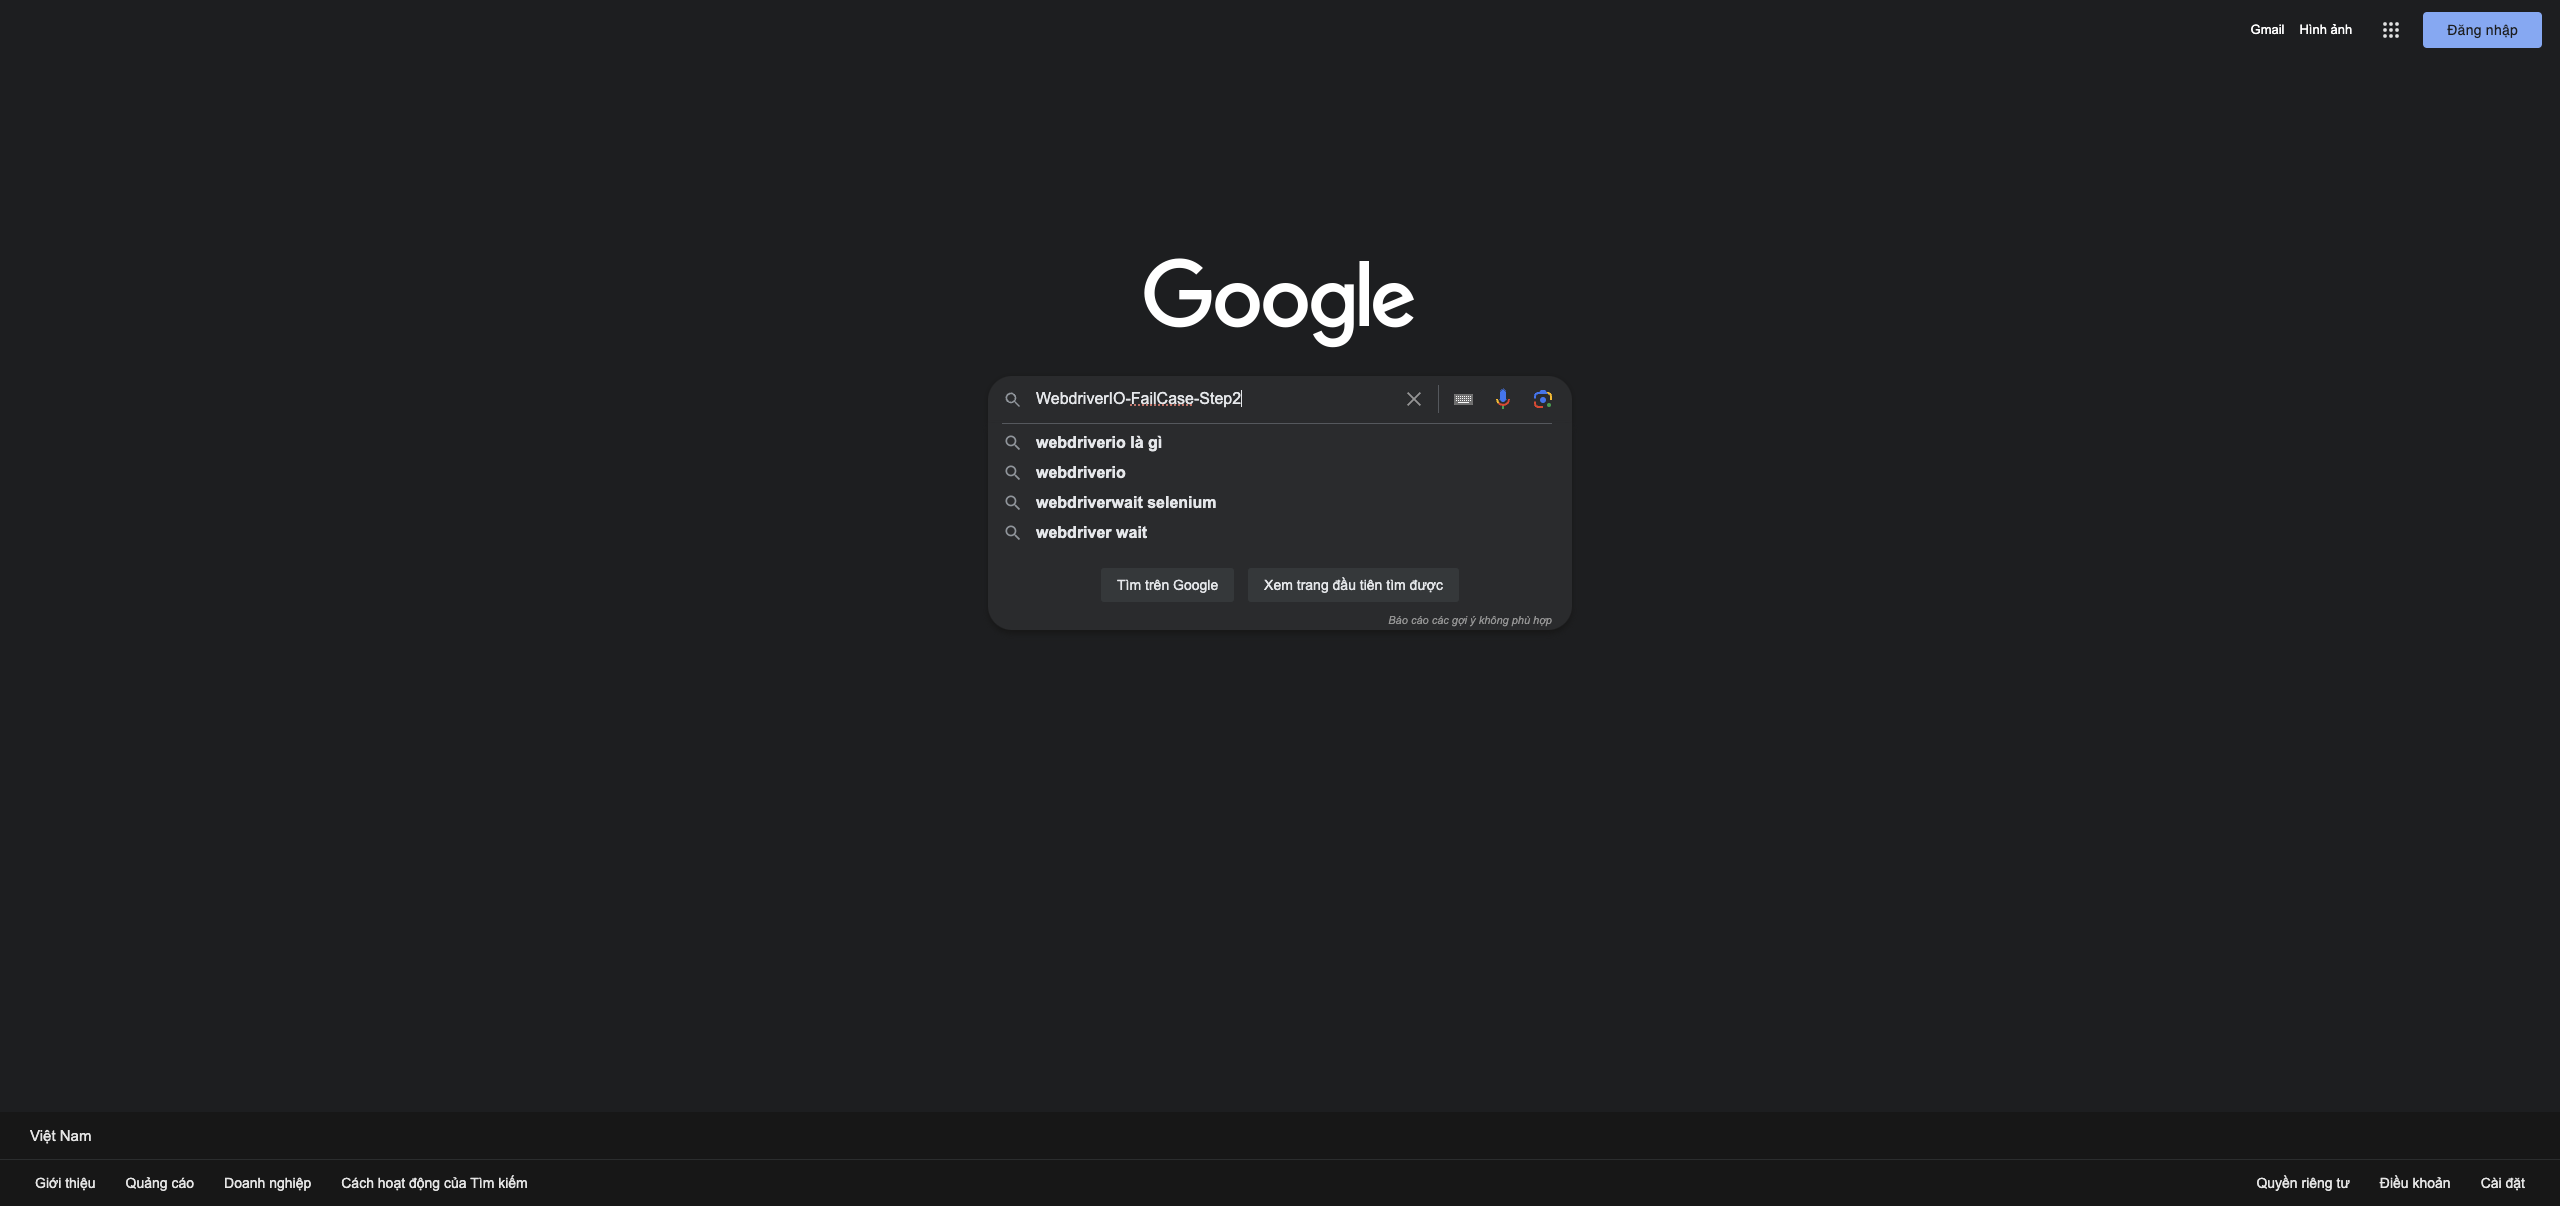 Gmail Hình ảnh Đăng nhập
Google
WebdriverIO-FailCase-Step2
webdriverio là gì
webdriverio
webdriverwait selenium
webdriver wait
Tìm trên Google Xem trang đầu tiên tìm được
Báo cáo các gợi ý không phù hợp
Việt Nam
Giới thiệu Quảng cáo Doanh nghiệp Cách hoạt động của Tìm kiếm Quyền riêng tư Điều khoản Cài đặt